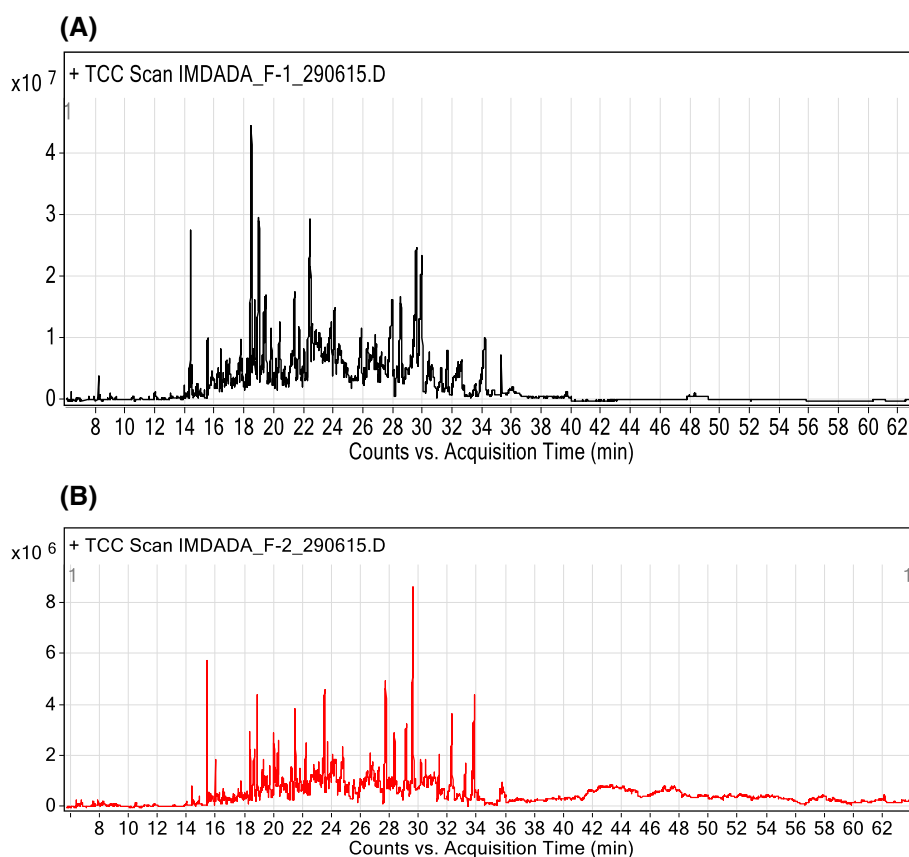 (A)
x10 7
+ TCC Scan IMDADA_F-1_290615.D
1
4
3
2
1
0
8 10 12 14 16 18 20 22 24 26 28 30 32 34 36 38 40 42 44 46 48 50 52 54 56 58 60 62
Counts vs. Acquisition Time (min)
(B)
x10 6
+ TCC Scan IMDADA_F-2_290615.D
1 1
8
6
4
2
0
8 10 12 14 16 18 20 22 24 26 28 30 32 34 36 38 40 42 44 46 48 50 52 54 56 58 60 62
Counts vs. Acquisition Time (min)